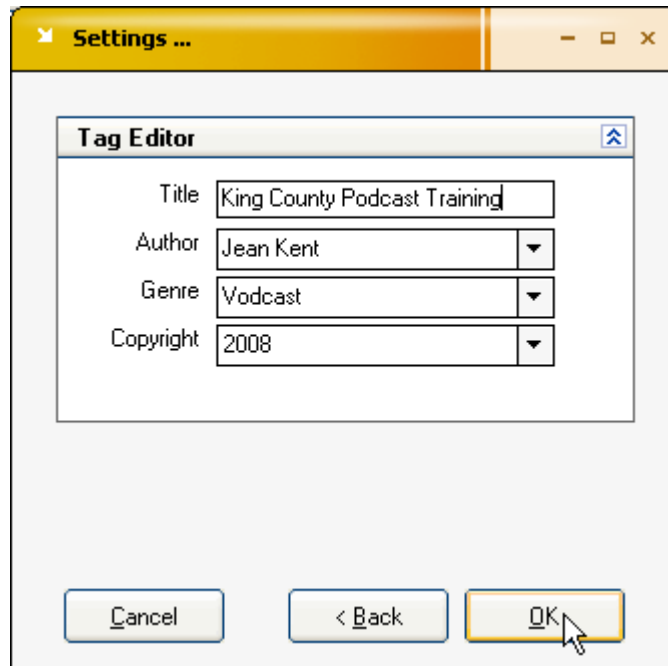 Settings ...
Tag Editor
Title King County Podcast Training
Author Jean Kent
Genre Vodcast
Copyright 2008
Cancel < Back OK